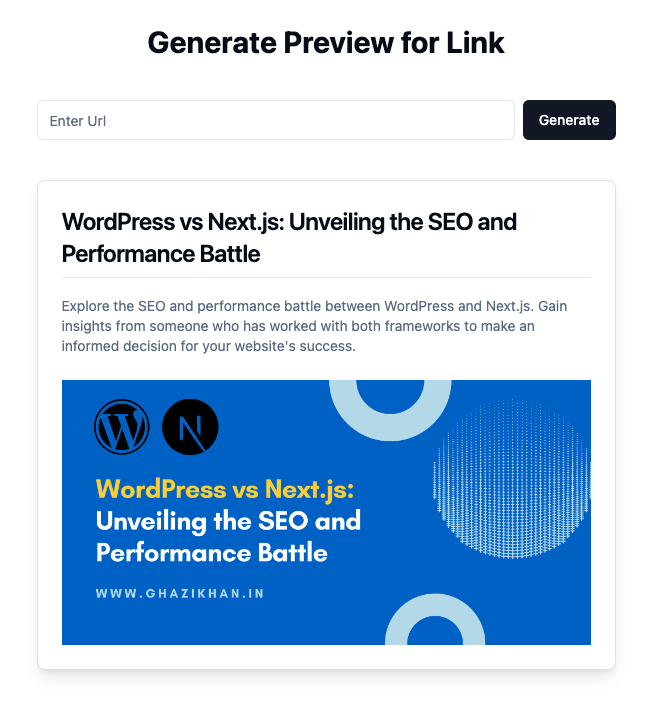 Generate Preview for Link
Enter Url
Generate
WordPress vs Next.js: Unveiling the SEO and
Performance Battle
Explore the SEO and performance battle between WordPress and Next.js. Gain
insights from someone who has worked with both frameworks to make an
informed decision for your website's success.
WordPress vs Next.js:
Unveiling the SEO and
Performance Battle
WWW.GHAZIKHAN.IN